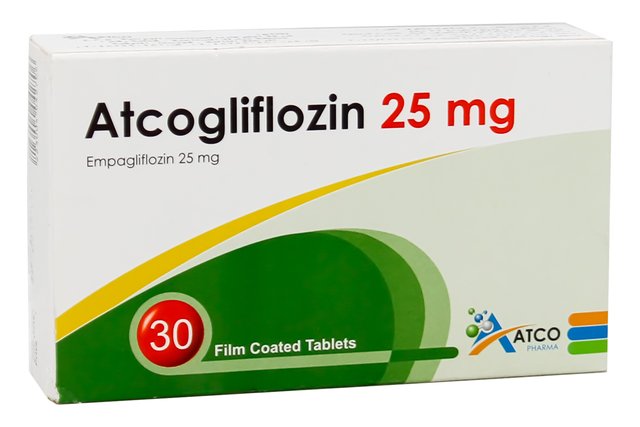 Atcogliflozin 25 mg
Empagliflozin 25 mg
30
Film Coated Tablets
ATCO
PHARMA